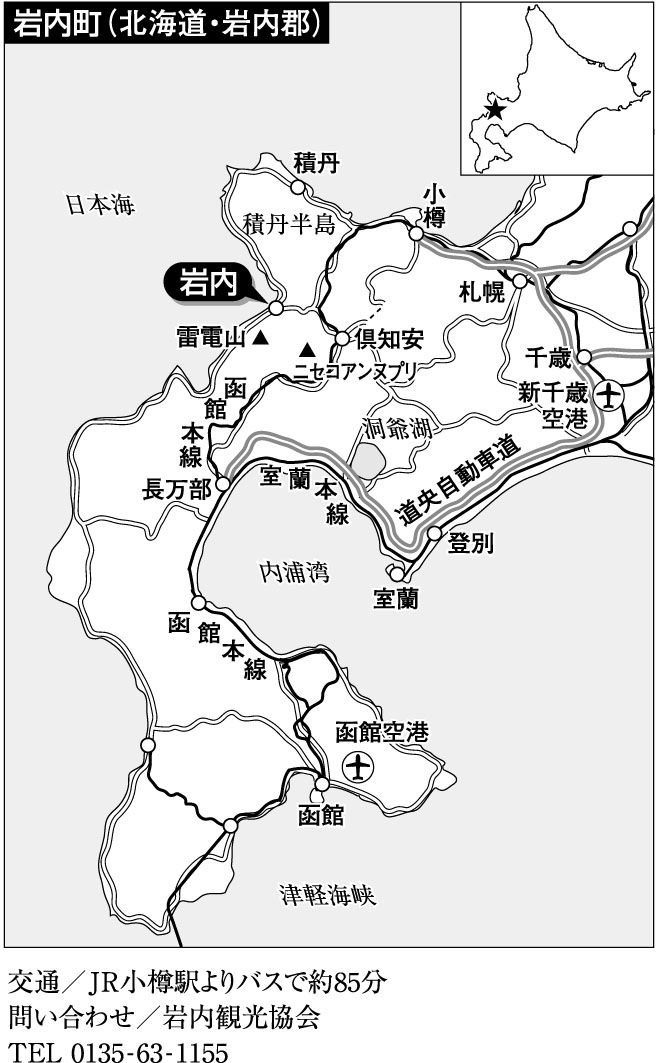 岩内町（北海道・岩内郡）
積丹
小樽
日本海
積丹半島
岩内
札幌
雷電山
倶知安
ニセコアンヌプリ
千歳
新千歳
空港
函館本線
洞爺湖
長万部
室蘭本線
道央自動車道
登別
内浦湾
室蘭
函館本線
函館空港
函館
津軽海峡
交通／JR小樽駅よりバスで約85分
問い合わせ／岩内観光協会
TEL 0135-63-1155